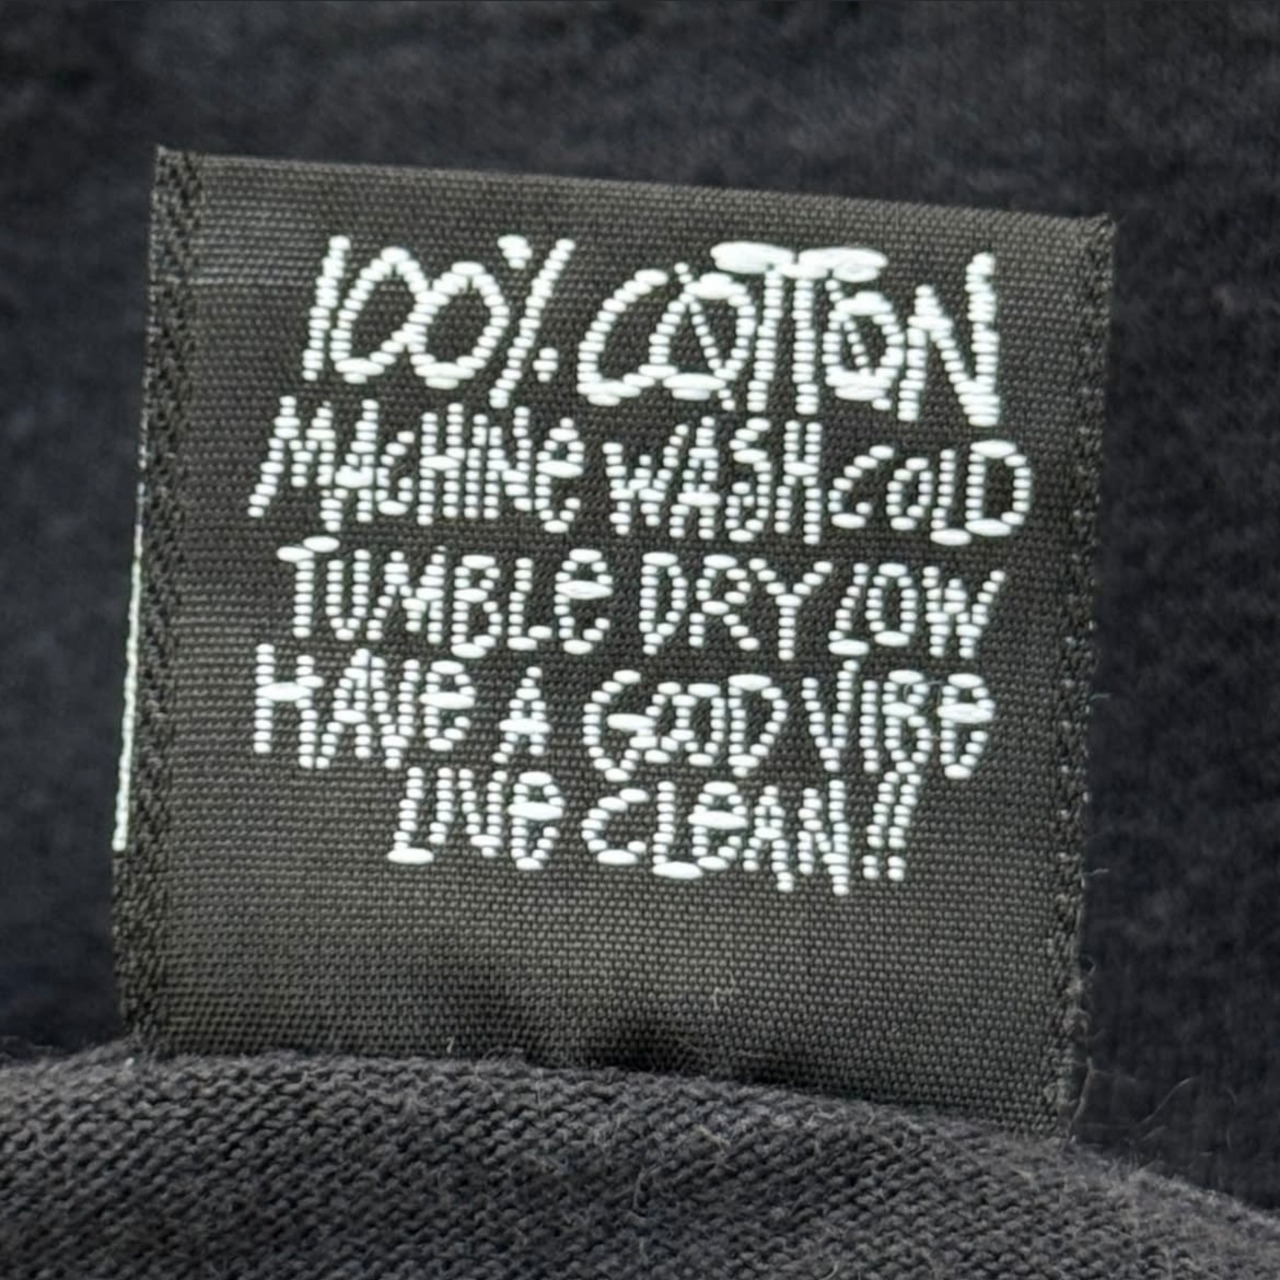 100% COTTON
MACHINE WASH COLD
TUMBLE DRY LOW
HAVE A GOOD VIBE
LIVE CLEAN!!